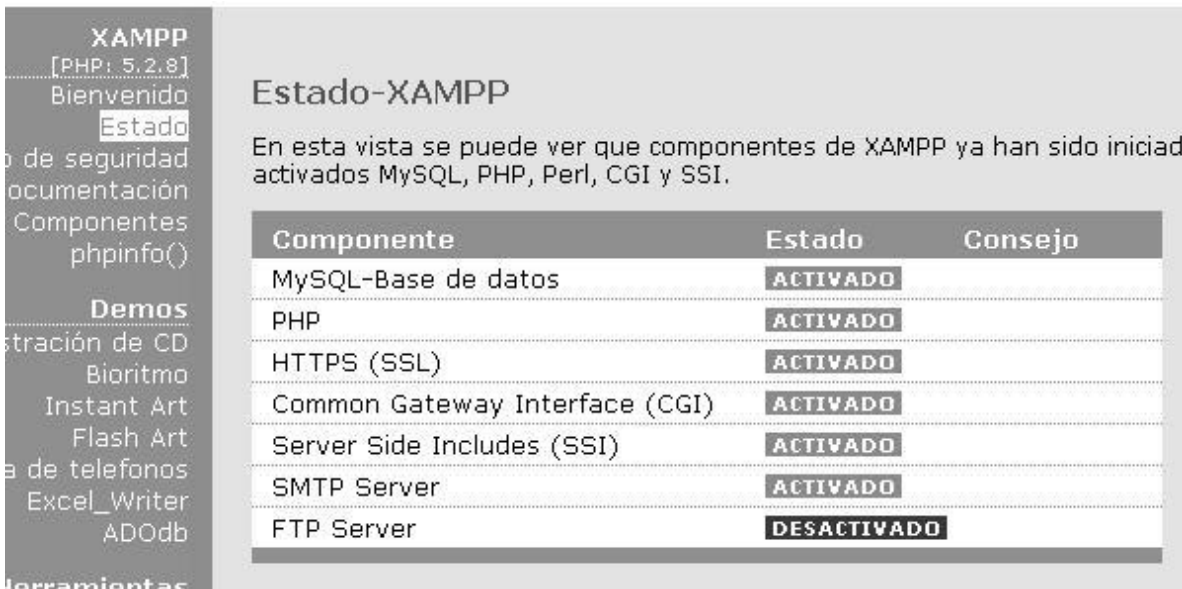 XAMPP
[PHP: 5.2.8]
Bienvenido
Estado
de seguridad
ocumentación
Componentes
phpinfo()
Demos
stración de CD
Bioritmo
Instant Art
Flash Art
a de telefonos
Excel_Writer
ADOdb
Herramientas
Estado-XAMPP
En esta vista se puede ver que componentes de XAMPP ya han sido iniciad
activados MySQL, PHP, Perl, CGI y SSI.
Componente Estado Consejo
MySQL-Base de datos ACTIVADO
PHP ACTIVADO
HTTPS (SSL) ACTIVADO
Common Gateway Interface (CGI) ACTIVADO
Server Side Includes (SSI) ACTIVADO
SMTP Server ACTIVADO
FTP Server DESACTIVADO